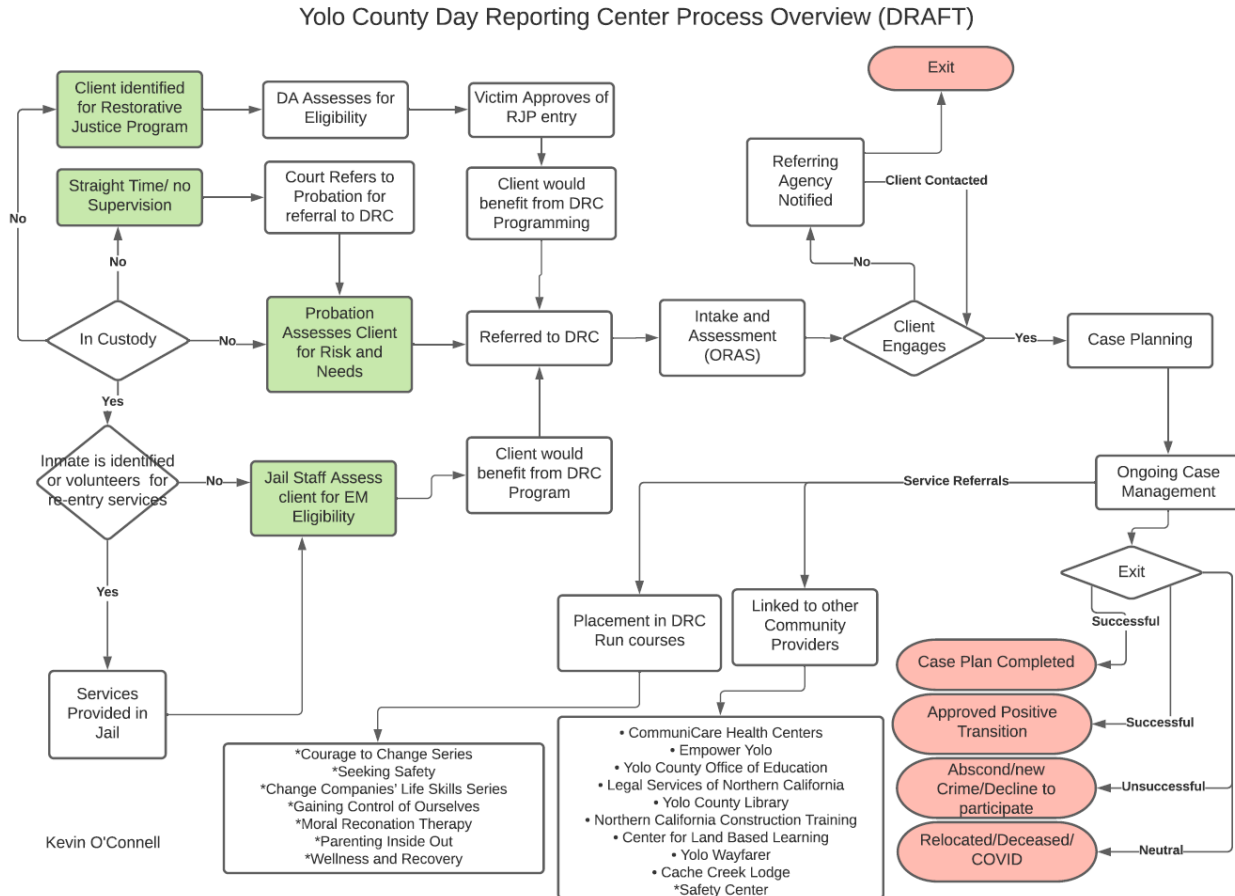 Yolo County Day Reporting Center Process Overview (DRAFT)
Exit
Client identified
for Restorative
Justice Program
DA Assesses for
Eligibility
Victim Approves of
RJP entry
Referring
Agency
Notified
Client Contacted
Straight Time/ no
Supervision
Court Refers to
Probation for
referral to DRC
Client would
benefit from DRC
Programming
No
No
No
In Custody
No
Probation
Assesses Client
for Risk and
Needs
Referred to DRC
Intake and
Assessment
(ORAS)
Client
Engages
Yes
Case Planning
Yes
Inmate is identified
or volunteers for
re-entry services
No
Jail Staff Assess
client for EM
Eligibility
Client would
benefit from DRC
Program
Service Referrals
Ongoing Case
Management
Yes
Exit
Placement in DRC
Run courses
Linked to other
Community
Providers
Successful
Case Plan Completed
Services
Provided in
Jail
Approved Positive
Transition
Successful
Abscond/new
Crime/Decline to
participate
Unsuccessful
Relocated/Deceased/
COVID
Neutral
*Courage to Change Series
*Seeking Safety
*Change Companies' Life Skills Series
*Gaining Control of Ourselves
*Moral Reconation Therapy
*Parenting Inside Out
*Wellness and Recovery
• CommuniCare Health Centers
• Empower Yolo
• Yolo County Office of Education
• Legal Services of Northern California
• Yolo County Library
• Northern California Construction Training
• Center for Land Based Learning
• Yolo Wayfarer
• Cache Creek Lodge
*Safety Center
Kevin O'Connell